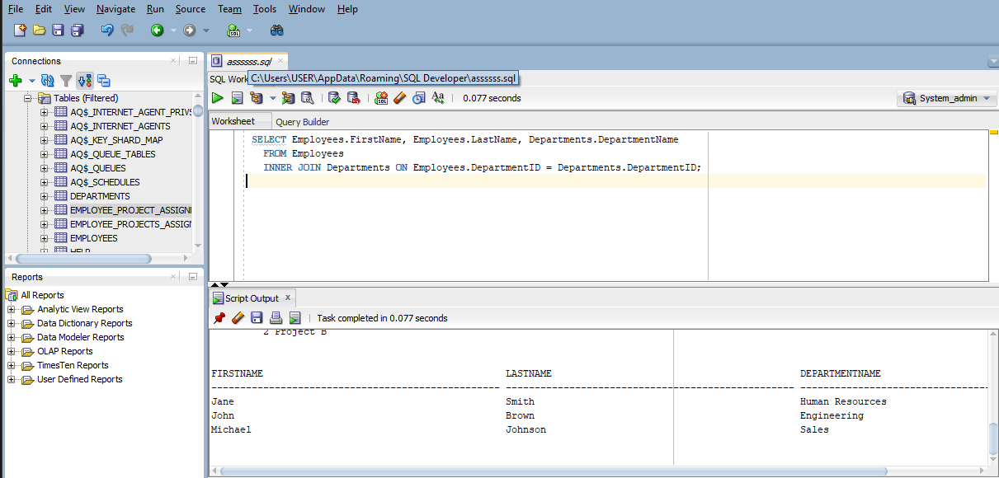 File Edit View Navigate Run Source Team Tools Window Help
Connections
Tables (Filtered)
AQ$_INTERNET_AGENT_PRIVS
AQ$_INTERNET_AGENTS
AQ$_KEY_SHARD_MAP
AQ$_QUEUE_TABLES
AQ$_QUEUES
AQ$_SCHEDULES
DEPARTMENTS
EMPLOYEE_PROJECT_ASSIGN
EMPLOYEE_PROJECTS_ASSIGN
EMPLOYEES
HELP
Reports
All Reports
Analytic View Reports
Data Dictionary Reports
Data Modeler Reports
OLAP Reports
TimesTen Reports
User Defined Reports
assssss.sql
SQL Work
C:\Users\USER\AppData\Roaming\SQL Developer\assssss.sql
0.077 seconds
System_admin
Worksheet Query Builder
SELECT Employees.FirstName, Employees.LastName, Departments.DepartmentName
FROM Employees
INNER JOIN Departments ON Employees.DepartmentID = Departments.DepartmentID;
Script Output
Task completed in 0.077 seconds
2 Project B
FIRSTNAME LASTNAME DEPARTMENTNAME
Jane Smith Human Resources
John Brown Engineering
Michael Johnson Sales